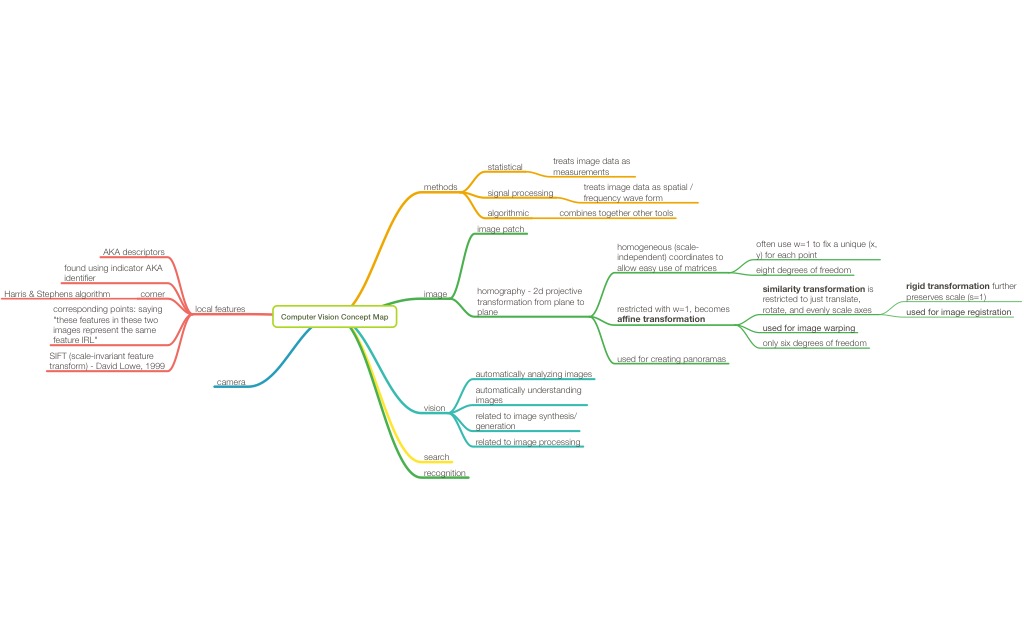 Computer Vision Concept Map
methods
statistical
treats image data as
measurements
signal processing
treats image data as spatial /
frequency wave form
algorithmic
combines together other tools
image
image patch
homography - 2d projective
transformation from plane to
plane
homogeneous (scale-
independent) coordinates to
allow easy use of matrices
often use w=1 to fix a unique (x,
y) for each point
eight degrees of freedom
restricted with w=1, becomes
affine transformation
similarity transformation is
restricted to just translate,
rotate, and evenly scale axes
rigid transformation further
preserves scale (s=1)
used for image registration
used for image warping
only six degrees of freedom
used for creating panoramas
vision
automatically analyzing images
automatically understanding
images
related to image synthesis/
generation
related to image processing
search
recognition
local features
AKA descriptors
found using indicator AKA
identifier
corner
Harris & Stephens algorithm
corresponding points: saying
"these features in these two
images represent the same
feature IRL"
SIFT (scale-invariant feature
transform) - David Lowe, 1999
camera